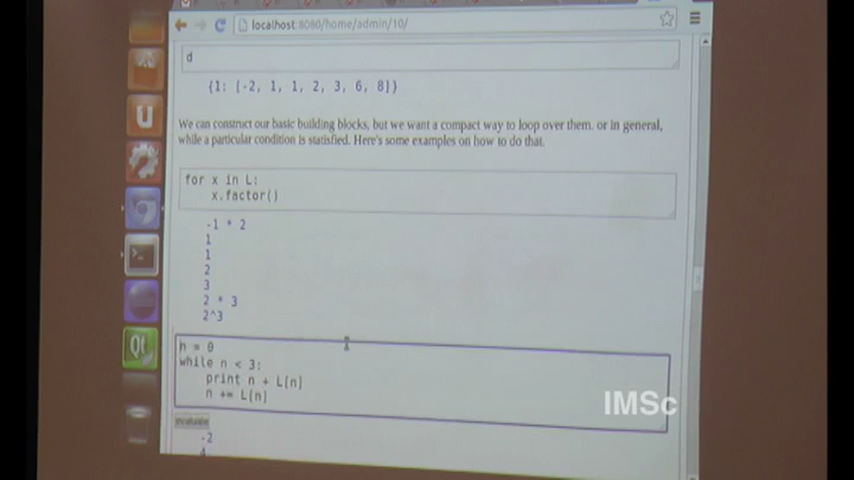 localhost:8080/home/admin/10/
d
{1: [-2, 1, 1, 2, 3, 6, 8]}
We can construct our basic building blocks, but we want a compact way to loop over them. or in general,
while a particular condition is statisfied. Here's some examples on how to do that.
for x in L:
x.factor()
-1 * 2
1
1
2
3
2 * 3
2^3
n = 0
while n < 3:
print n + L[n]
n += L[n]
evaluate
-2
4
IMSc